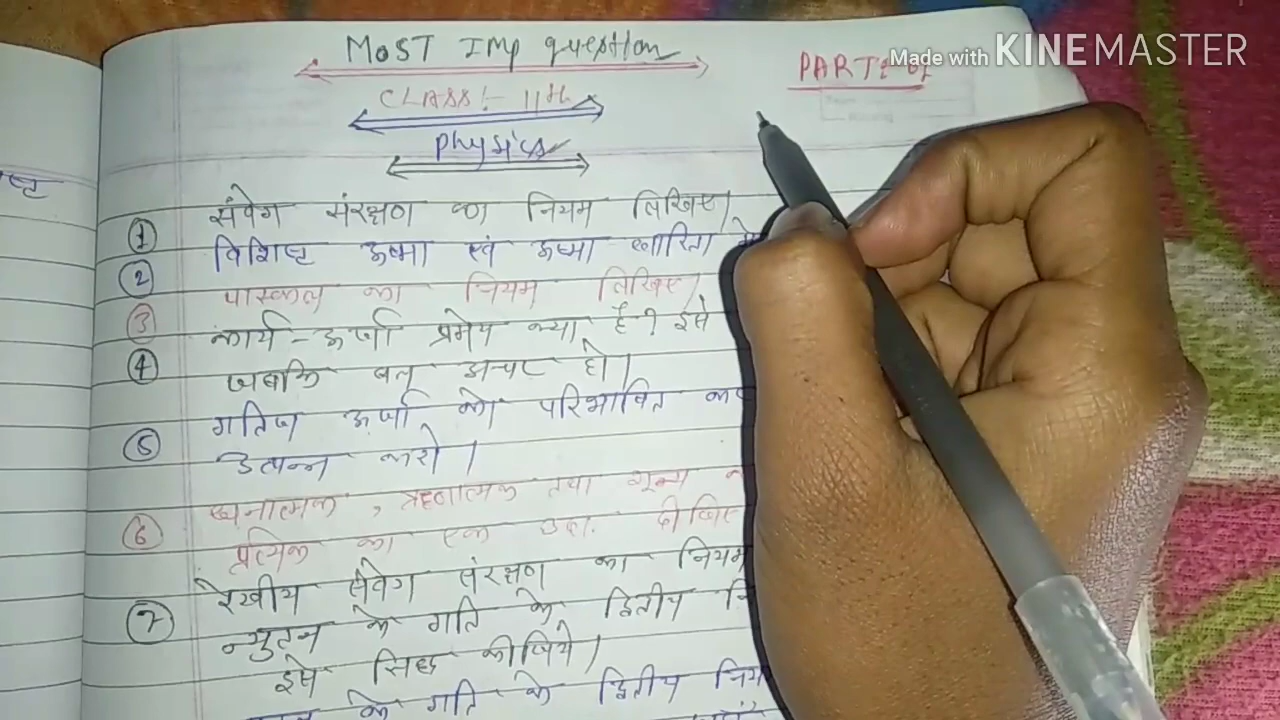 MOST Imp question
Made with KINEMASTER
PART:- 01
CLASS:- 11th
physics
① संवेग संरक्षण का नियम लिखिए।
② विशिष्ट ऊष्मा एवं ऊष्मा धारिता
③ पास्कल का नियम लिखिए।
④ कार्य-ऊर्जा प्रमेय क्या है? इसे
जबकि बल अचर हो।
⑤ गतिज ऊर्जा को परिभाषित
उत्पन्न करो।
⑥ धनात्मक, ऋणात्मक तथा शून्य
प्रत्येक का एक उदा. दीजिए
⑦ रेखीय संवेग संरक्षण का नियम
न्युटन के गति के द्वितीय
इसे सिद्ध कीजिये।
के गति के द्वितीय